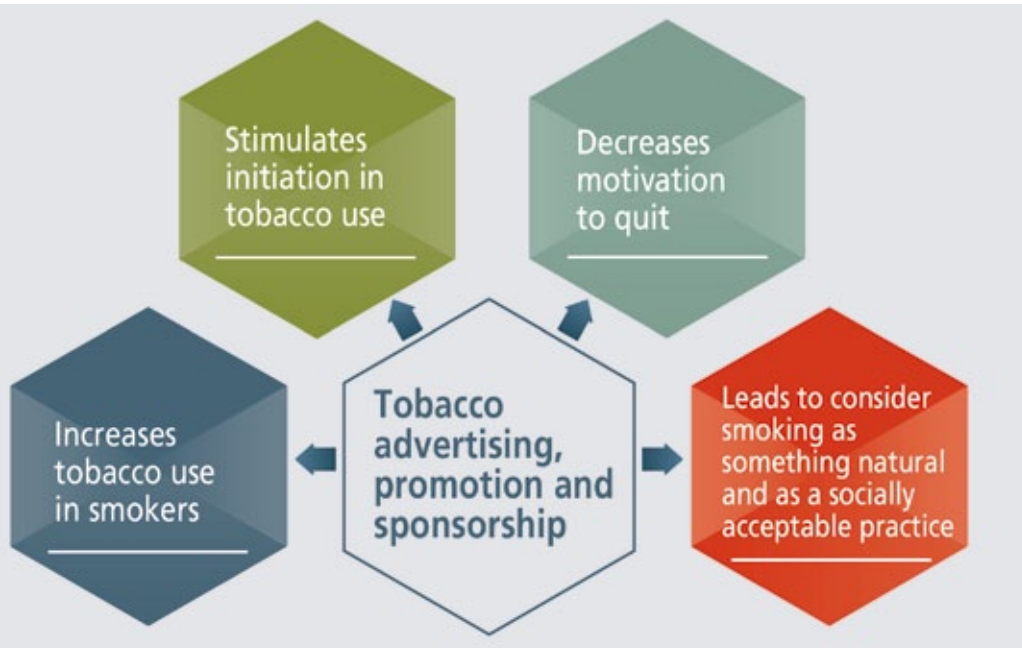 Stimulates
initiation in
tobacco use
Decreases
motivation
to quit
Increases
tobacco use
in smokers
Tobacco
advertising,
promotion and
sponsorship
Leads to consider
smoking as
something natural
and as a socially
acceptable practice